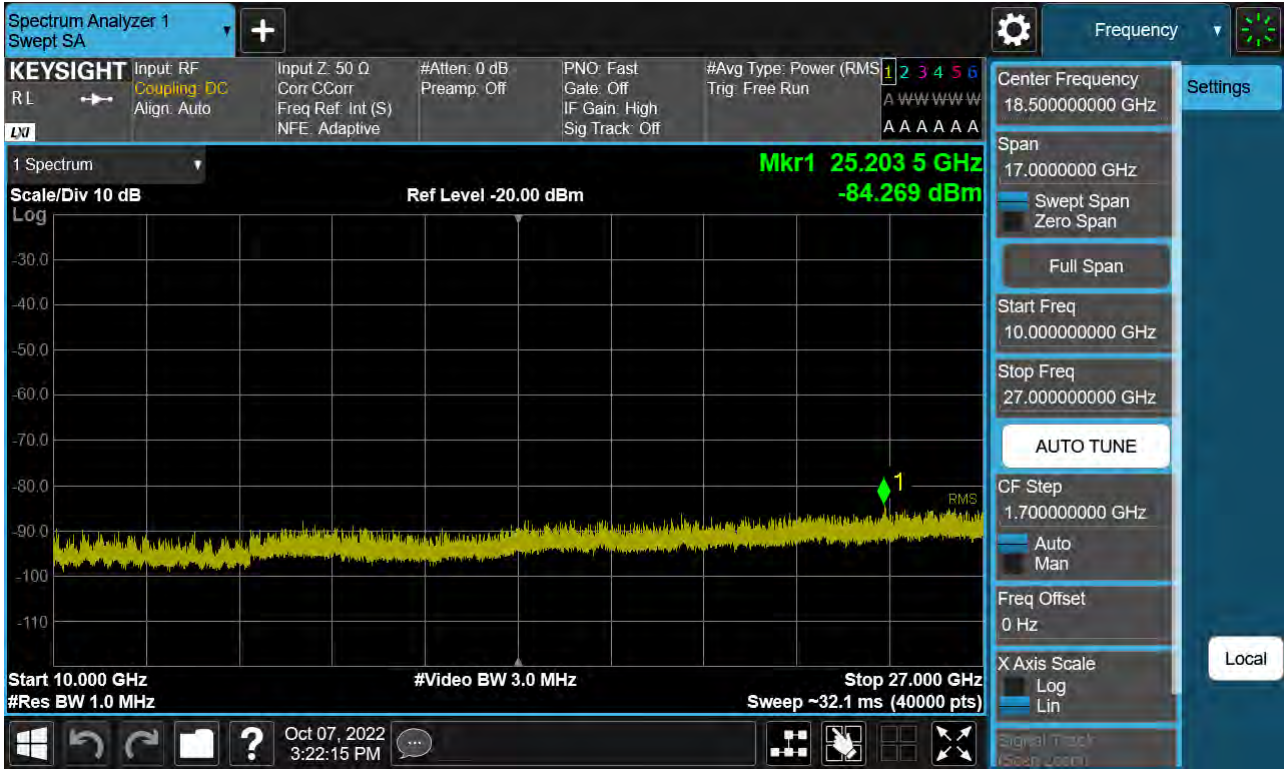 Spectrum Analyzer 1
Swept SA
Frequency
KEYSIGHT
R L
LXI
Input: RF
Coupling: DC
Align: Auto
Input Z: 50 Ω
Corr CCorr
Freq Ref: Int (S)
NFE: Adaptive
#Atten: 0 dB
Preamp: Off
PNO: Fast
Gate: Off
IF Gain: High
Sig Track: Off
#Avg Type: Power (RMS
Trig: Free Run
1 2 3 4 5 6
A W W W W W
A A A A A A
1 Spectrum
Scale/Div 10 dB
Log
Ref Level -20.00 dBm
Mkr1 25.203 5 GHz
-84.269 dBm
-30.0
-40.0
-50.0
-60.0
-70.0
-80.0
-90.0
-100
-110
1
RMS
Start 10.000 GHz
#Res BW 1.0 MHz
#Video BW 3.0 MHz
Stop 27.000 GHz
Sweep ~32.1 ms (40000 pts)
Center Frequency
18.500000000 GHz
Span
17.0000000 GHz
Swept Span
Zero Span
Full Span
Start Freq
10.000000000 GHz
Stop Freq
27.000000000 GHz
AUTO TUNE
CF Step
1.700000000 GHz
Auto
Man
Freq Offset
0 Hz
X Axis Scale
Log
Lin
Signal Track
(Span Zoom)
Settings
Local
?
Oct 07, 2022
3:22:15 PM